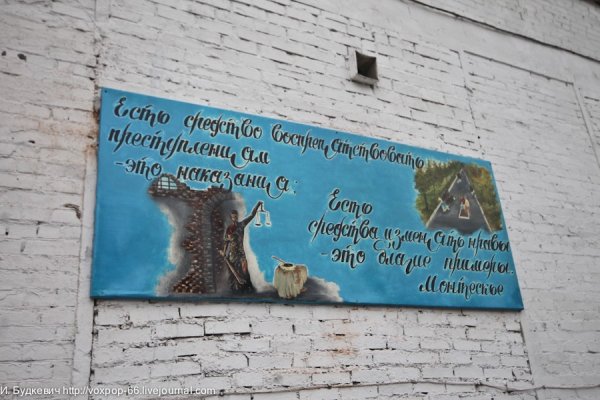 Есть средство воспрепятствовать
преступлениям
-это наказания;
Есть
средства изменять нравы
-это благие примеры.
Монтескье
И. Будкевич http://voxpop-66.livejournal.com/